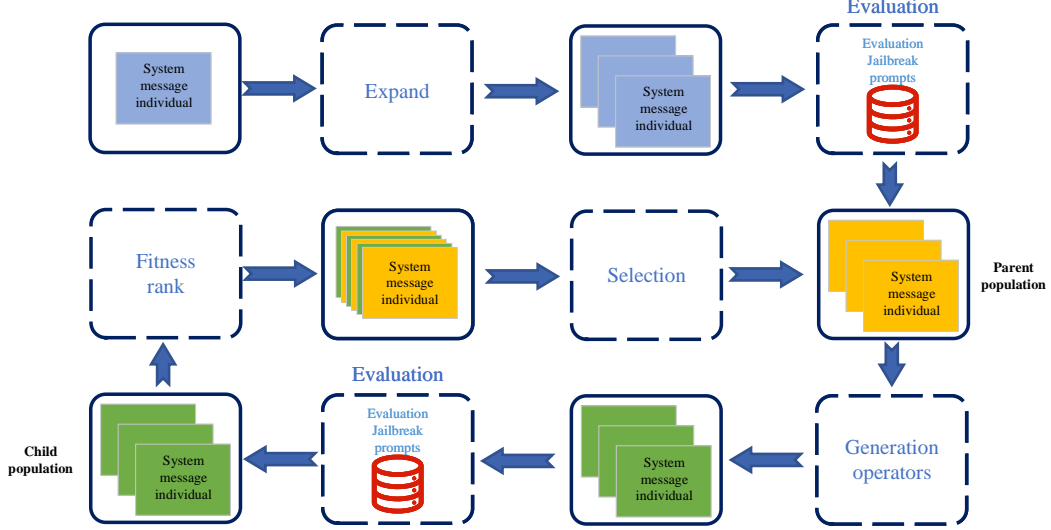 Evaluation
System
message
individual
Expand
System
message
individual
Evaluation
Jailbreak
prompts
Fitness
rank
System
message
individual
Selection
System
message
individual
Parent
population
Evaluation
Child
population
System
message
individual
Evaluation
Jailbreak
prompts
System
message
individual
Generation
operators